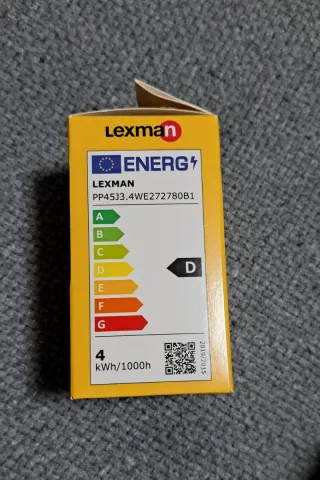 Lexman
ENERG
LEXMAN
PP45J3.4WE272780B1
A
B
C
D
E
F
G
D
4
kWh/1000h
2019/2015